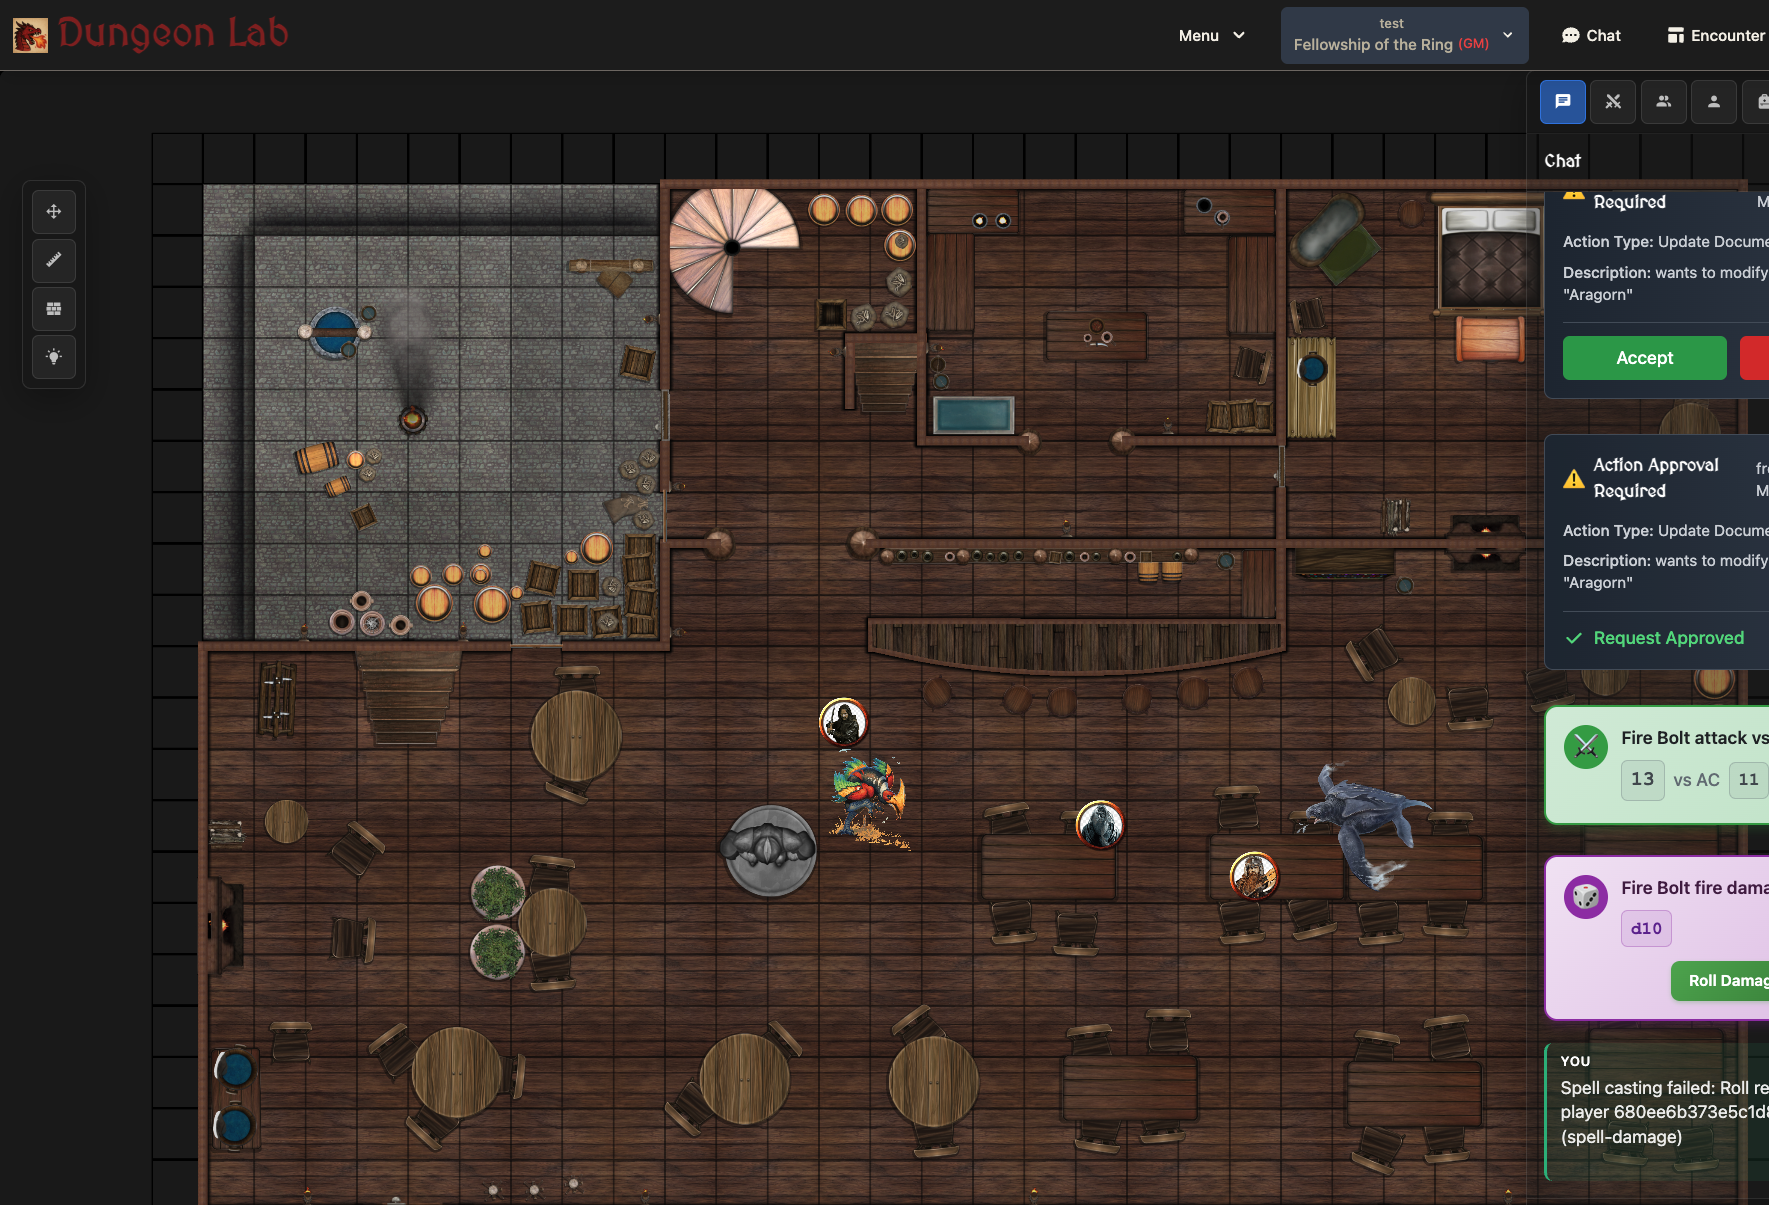 Dungeon Lab
Menu
test
Fellowship of the Ring (GM)
Chat
Encounter
Chat
Required
Action Type: Update Docume
Description: wants to modify
"Aragorn"
Accept
Action Approval
Required
Action Type: Update Docume
Description: wants to modify
"Aragorn"
Request Approved
Fire Bolt attack vs
13 vs AC 11
Fire Bolt fire dama
d10
Roll Damag
YOU
Spell casting failed: Roll re
player 680ee6b373e5c1d8
(spell-damage)